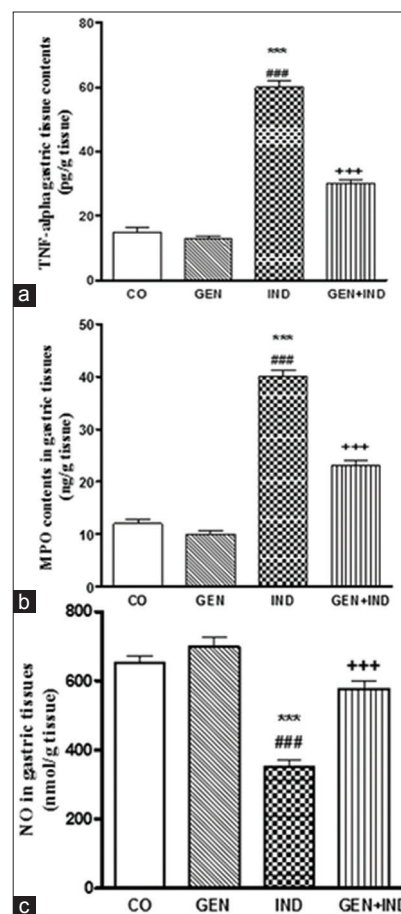 TNF-alpha gastric tissue contents
(pg/g tissue)
80
60
40
20
0
***
###
+++
CO GEN IND GEN+IND
a
MPO contents in gastric tissues
(ng/g tissue)
50
40
30
20
10
0
***
###
+++
CO GEN IND GEN+IND
b
NO in gastric tissues
(nmol/g tissue)
800
600
400
200
0
***
###
+++
CO GEN IND GEN+IND
c